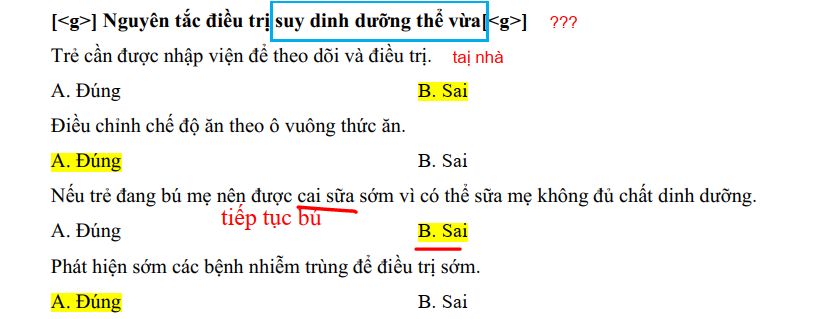 [<g>] Nguyên tắc điều trị suy dinh dưỡng thể vừa[<g>] ???
Trẻ cần được nhập viện để theo dõi và điều trị. taị nhà
A. Đúng B. Sai
Điều chỉnh chế độ ăn theo ô vuông thức ăn.
A. Đúng B. Sai
Nếu trẻ đang bú mẹ nên được cai sữa sớm vì có thể sữa mẹ không đủ chất dinh dưỡng.
tiếp tục bú
A. Đúng B. Sai
Phát hiện sớm các bệnh nhiễm trùng để điều trị sớm.
A. Đúng B. Sai